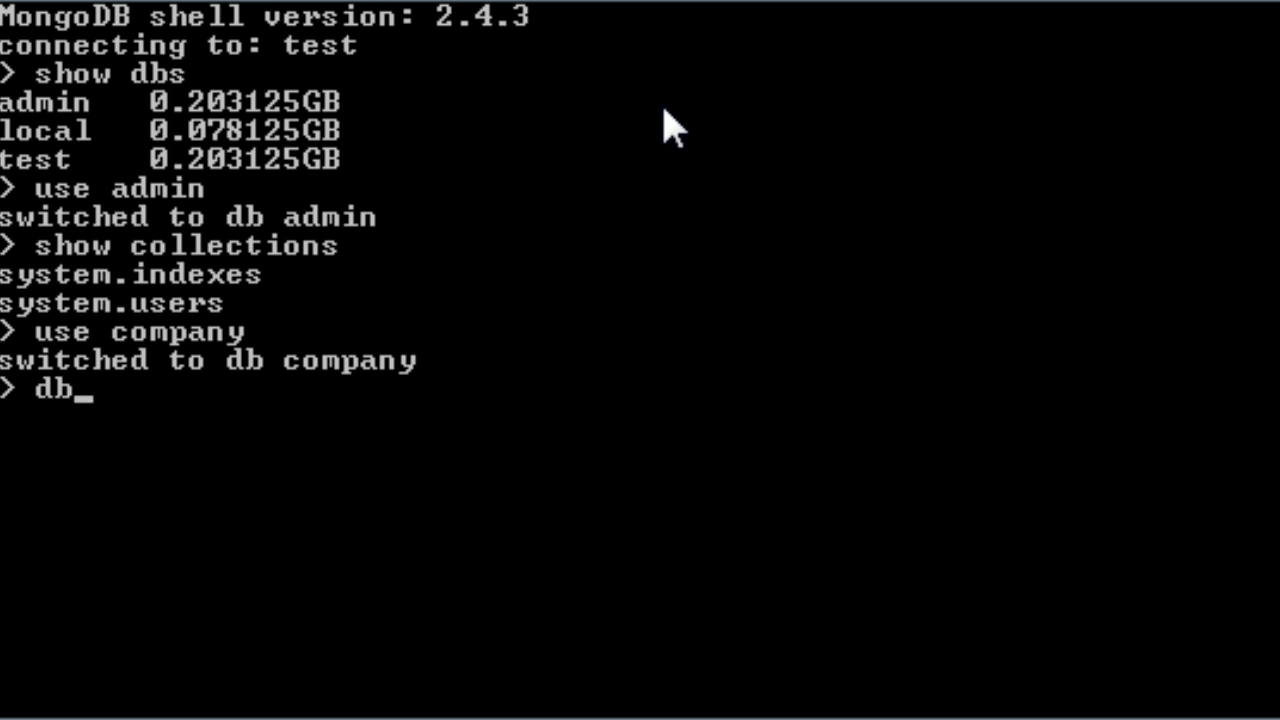 MongoDB shell version: 2.4.3
connecting to: test
> show dbs
admin   0.203125GB
local   0.078125GB
test    0.203125GB
> use admin
switched to db admin
> show collections
system.indexes
system.users
> use company
switched to db company
> db_